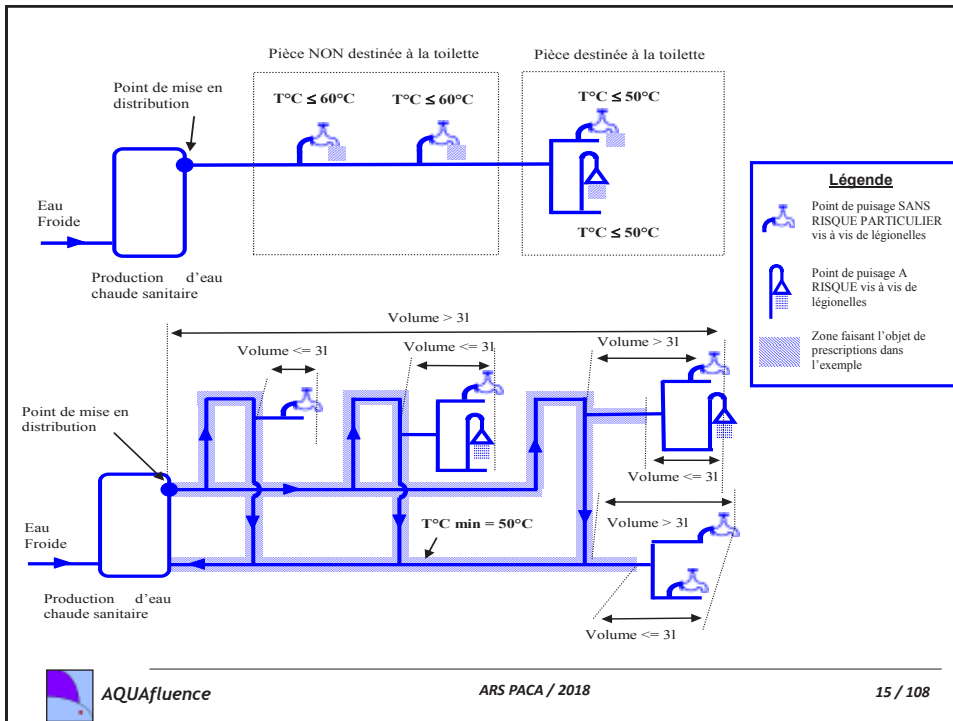 Pièce NON destinée à la toilette
Pièce destinée à la toilette
Point de mise en
distribution
T°C ≤ 60°C
T°C ≤ 60°C
T°C ≤ 50°C
Eau
Froide
T°C ≤ 50°C
Production d'eau
chaude sanitaire
Légende
Point de puisage SANS
RISQUE PARTICULIER
vis à vis de légionelles
Point de puisage A
RISQUE vis à vis de
légionelles
Zone faisant l'objet de
prescriptions dans
l'exemple
Volume > 3l
Volume <= 3l
Volume <= 3l
Volume > 3l
Point de mise en
distribution
Volume <= 3l
Eau
Froide
T°C min = 50°C
Volume > 3l
Production d'eau
chaude sanitaire
Volume <= 3l
AQUAfluence
ARS PACA / 2018
15 / 108